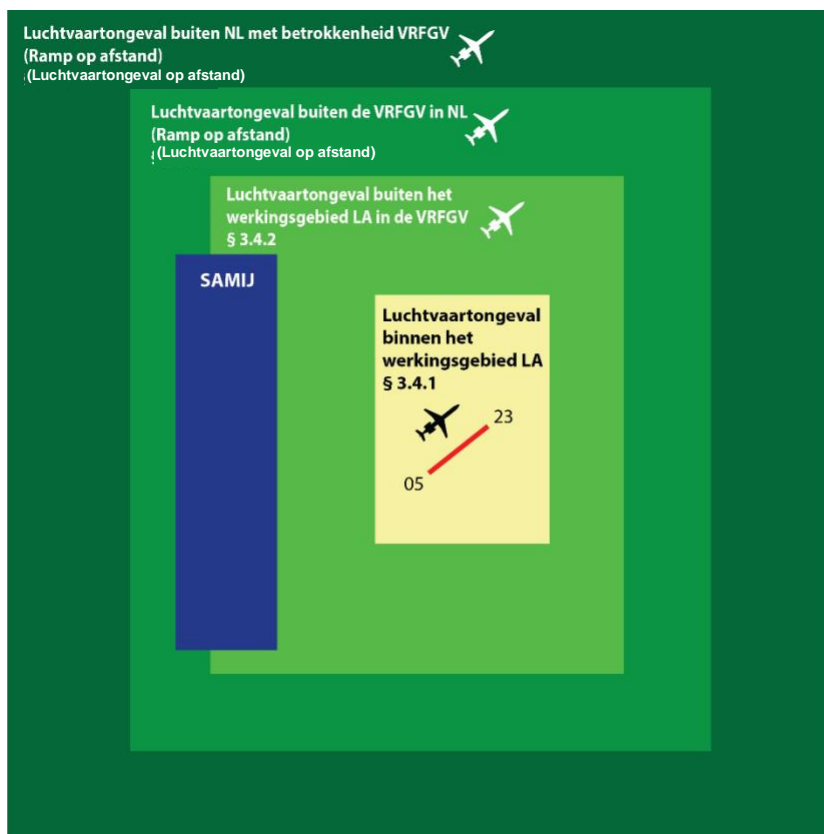 Luchtvaartongeval buiten NL met betrokkenheid VRFGV
(Ramp op afstand)
(Luchtvaartongeval op afstand)
Luchtvaartongeval buiten de VRFGV in NL
(Ramp op afstand)
(Luchtvaartongeval op afstand)
Luchtvaartongeval buiten het
werkingsgebied LA in de VRFGV
§ 3.4.2
SAMIJ
Luchtvaartongeval
binnen het
werkingsgebied LA
§ 3.4.1
23
05